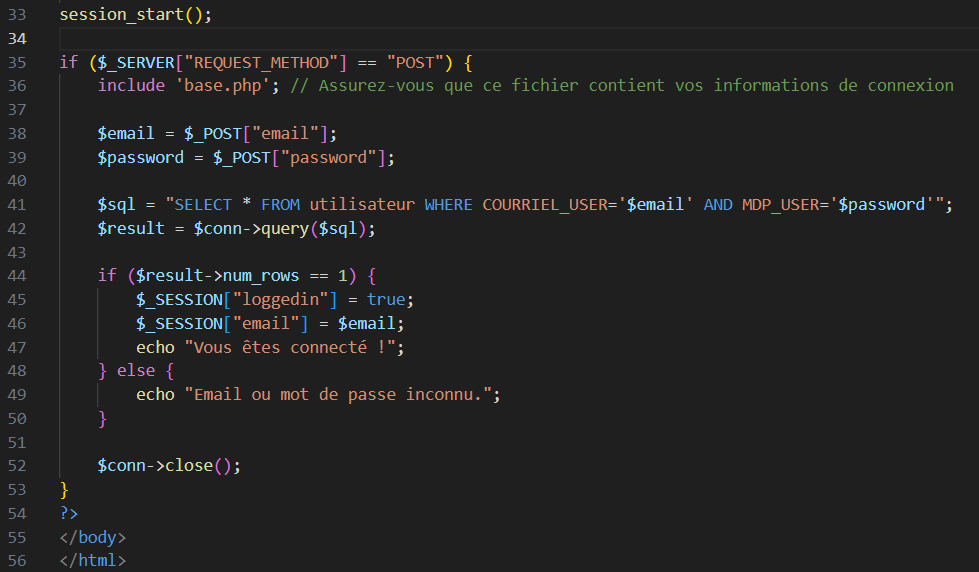 33 session_start();
34
35 if ($_SERVER["REQUEST_METHOD"] == "POST") {
36     include 'base.php'; // Assurez-vous que ce fichier contient vos informations de connexion
37
38     $email = $_POST["email"];
39     $password = $_POST["password"];
40
41     $sql = "SELECT * FROM utilisateur WHERE COURRIEL_USER='$email' AND MDP_USER='$password'";
42     $result = $conn->query($sql);
43
44     if ($result->num_rows == 1) {
45         $_SESSION["loggedin"] = true;
46         $_SESSION["email"] = $email;
47         echo "Vous êtes connecté !";
48     } else {
49         echo "Email ou mot de passe inconnu.";
50     }
51
52     $conn->close();
53 }
54 ?>
55 </body>
56 </html>